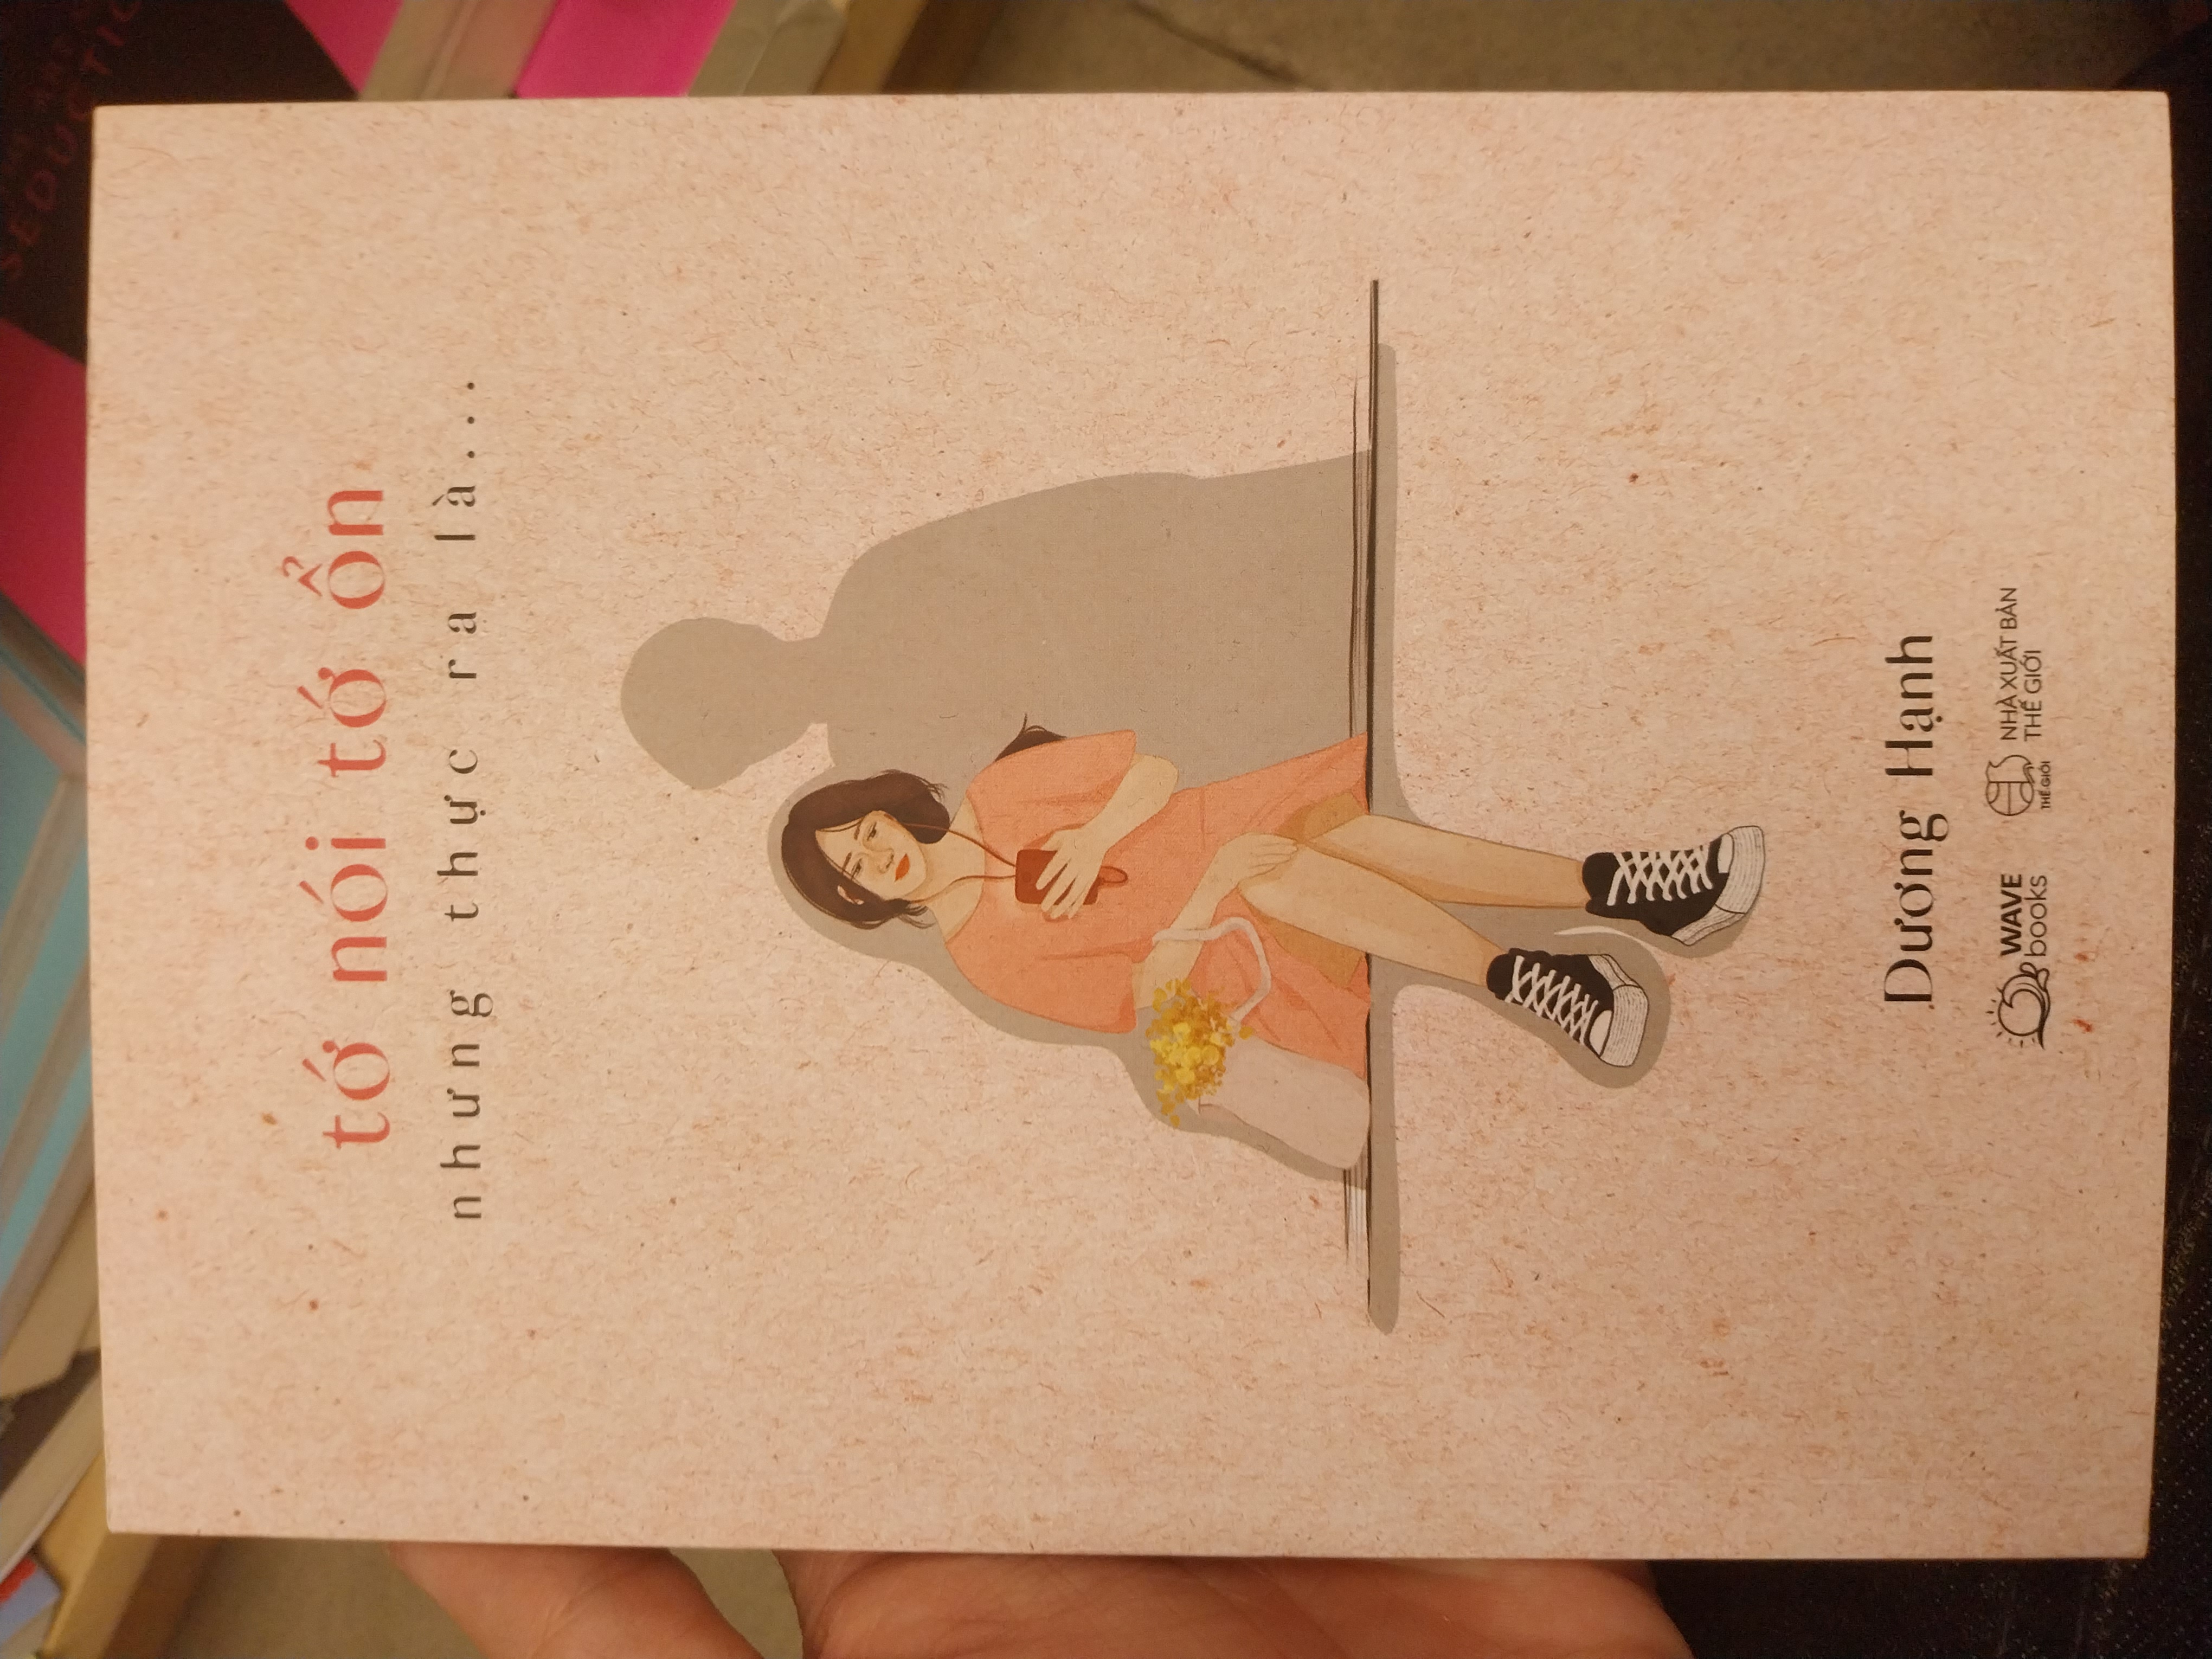 SEDUCTIO
tớ nói tớ ổn
nhưng thực ra là...
Dương Hạnh
WAVE
books
THẾ GIỚI
NHÀ XUẤT BẢN
THẾ GIỚI